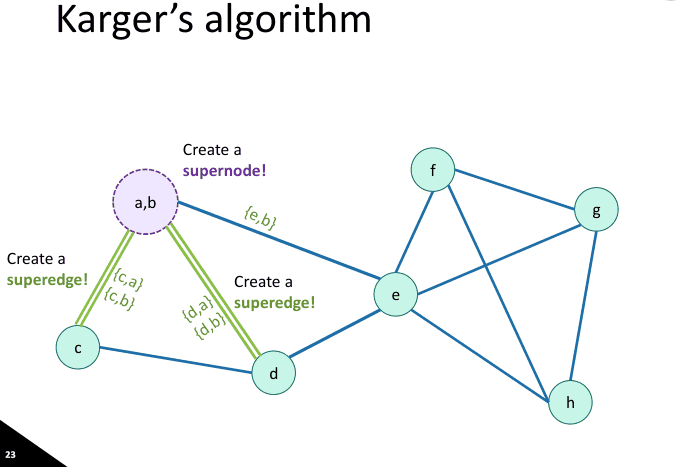 Karger's algorithm
Create a
supernode!
a,b
f
g
{e,b}
Create a
superedge!
{c,a}
{c,b}
Create a
superedge!
{d,a}
{d,b}
e
c
d
h
23